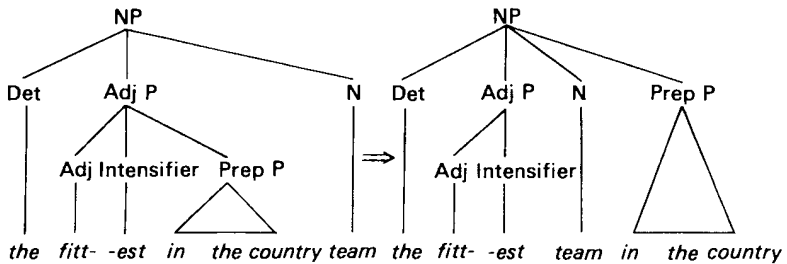 NP NP
Det Adj P N Det Adj P N Prep P
Adj Intensifier Prep P ⇒ Adj Intensifier
the fitt- -est in the country team the fitt- -est team in the country